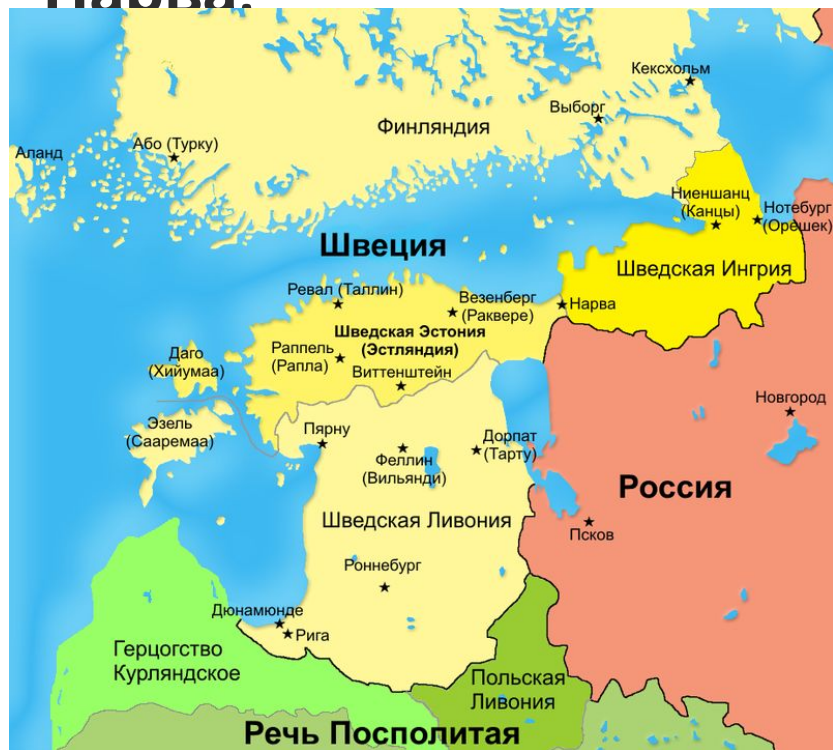 Нарва.
Кексхольм
Выборг
Финляндия
Або (Турку)
Аланд
Ниеншанц
(Канцы)
Нотебург
(Орешек)
Швеция
Шведская Ингрия
Ревал (Таллин)
Везенберг
(Раквере)
Нарва
Шведская Эстония
(Эстляндия)
Даго
(Хийумаа)
Раппель
(Рапла)
Виттенштейн
Новгород
Эзель
(Сааремаа)
Пярну
Феллин
(Вильянди)
Дорпат
(Тарту)
Россия
Шведская Ливония
Псков
Роннебург
Дюнамюнде
Рига
Герцогство
Курляндское
Польская
Ливония
Речь Посполитая